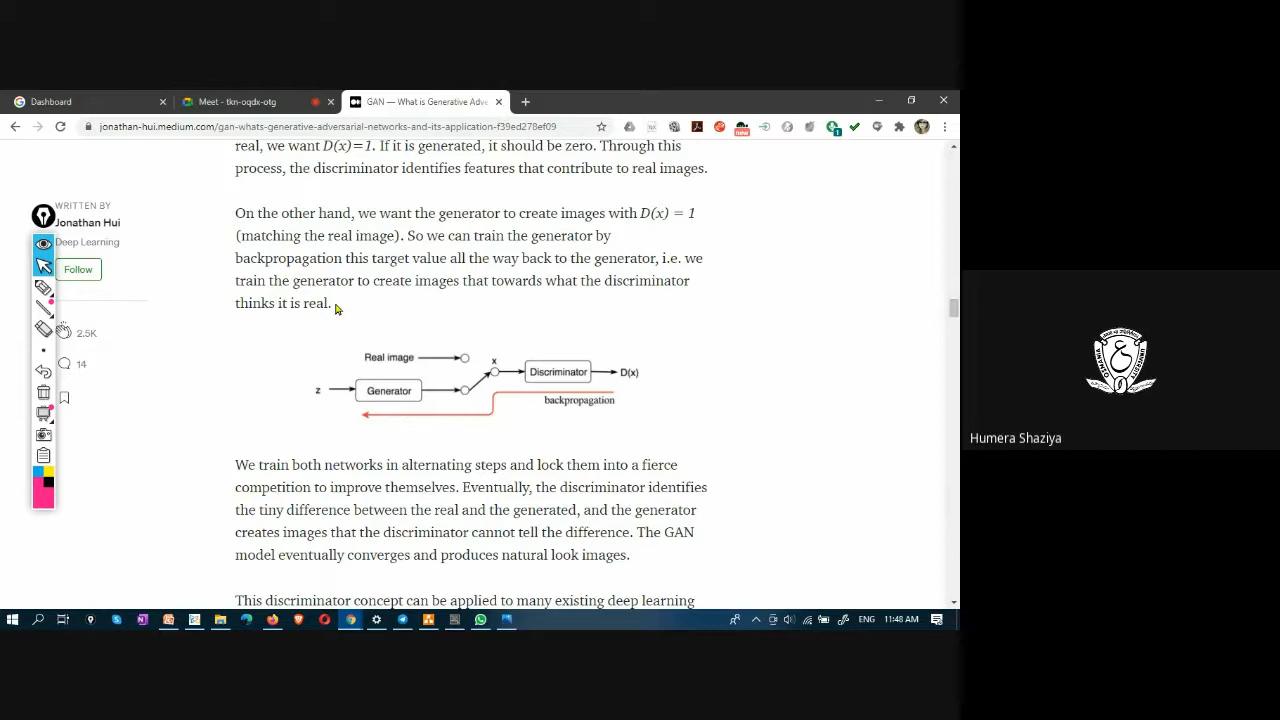 Dashboard
Meet - tkn-oqdx-otg
GAN — What is Generative Adve
jonathan-hui.medium.com/gan-whats-generative-adversarial-networks-and-its-application-f39ed278ef09
new
1
real, we want D(x)=1. If it is generated, it should be zero. Through this
process, the discriminator identifies features that contribute to real images.
WRITTEN BY
Jonathan Hui
Deep Learning
Follow
2.5K
14
On the other hand, we want the generator to create images with D(x) = 1
(matching the real image). So we can train the generator by
backpropagation this target value all the way back to the generator, i.e. we
train the generator to create images that towards what the discriminator
thinks it is real.
Real image
x
z
Generator
Discriminator
D(x)
backpropagation
We train both networks in alternating steps and lock them into a fierce
competition to improve themselves. Eventually, the discriminator identifies
the tiny difference between the real and the generated, and the generator
creates images that the discriminator cannot tell the difference. The GAN
model eventually converges and produces natural look images.
This discriminator concept can be applied to many existing deep learning
ENG
11:48 AM
Humera Shaziya